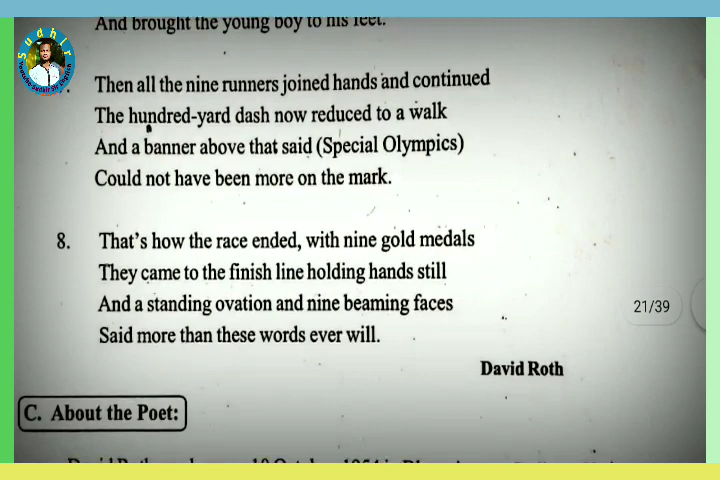 And brought the young boy to his feet.
Sudhir
Then all the nine runners joined hands and continued
The hundred-yard dash now reduced to a walk
And a banner above that said (Special Olympics)
Could not have been more on the mark.
8. That's how the race ended, with nine gold medals
They came to the finish line holding hands still
And a standing ovation and nine beaming faces
21/39
Said more than these words ever will.
David Roth
C. About the Poet: